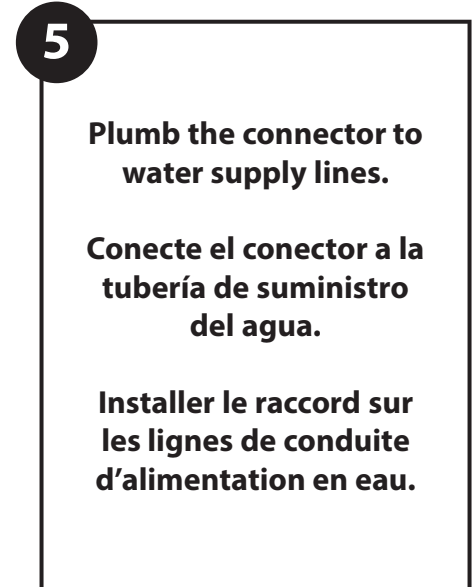 5
Plumb the connector to
water supply lines.
Conecte el conector a la
tubería de suministro
del agua.
Installer le raccord sur
les lignes de conduite
d’alimentation en eau.